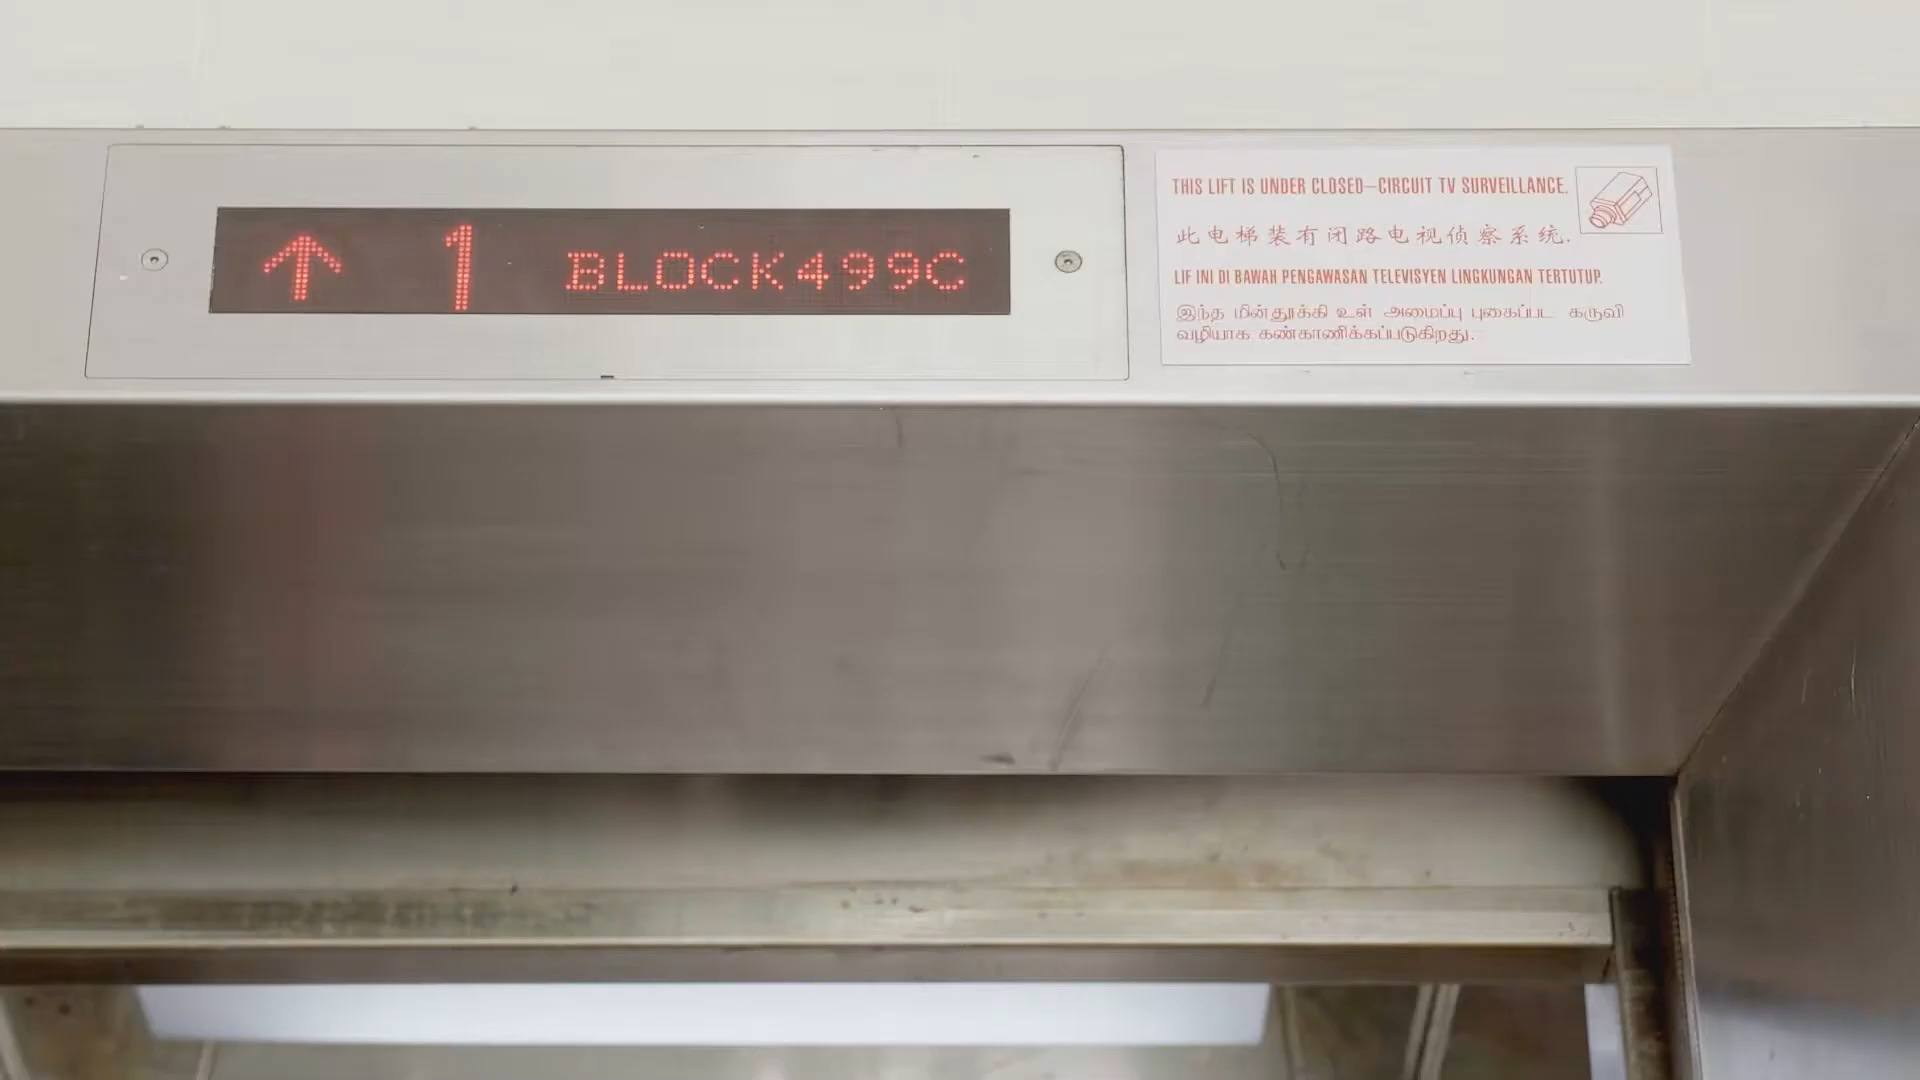 ↑ 1 BLOCK499C
THIS LIFT IS UNDER CLOSED-CIRCUIT TV SURVEILLANCE.
此电梯装有闭路电视侦察系统.
LIF INI DI BAWAH PENGAWASAN TELEVISYEN LINGKUNGAN TERTUTUP.
இந்த மின்தூக்கி உள் அமைப்பு புகைப்பட கருவி
வழியாக கண்காணிக்கப்படுகிறது.